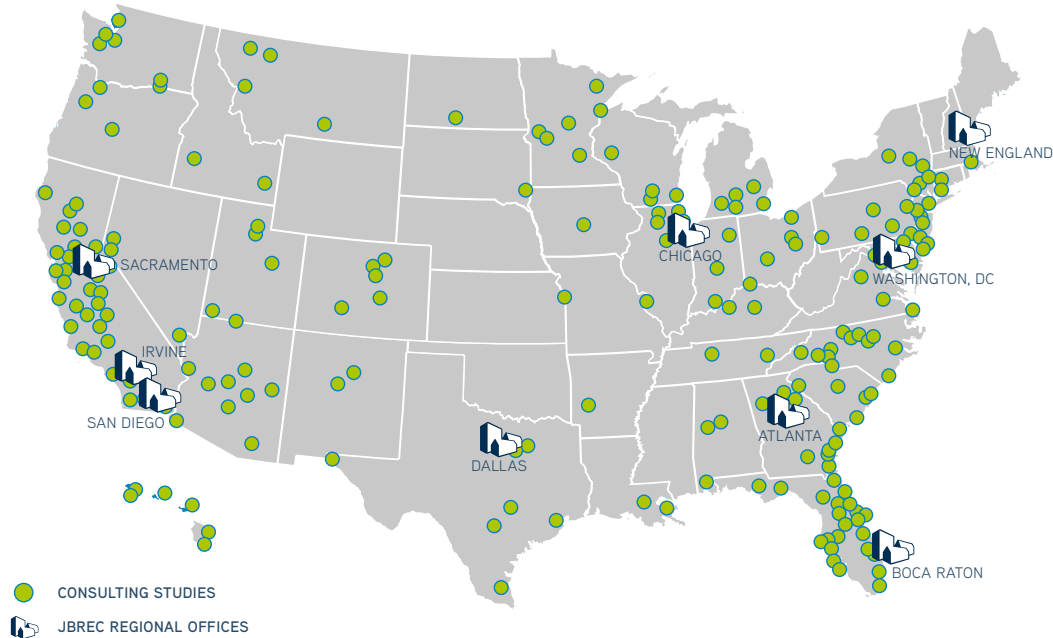 NEW ENGLAND
CHICAGO
SACRAMENTO
WASHINGTON, DC
IRVINE
SAN DIEGO
ATLANTA
DALLAS
BOCA RATON
CONSULTING STUDIES
JBREC REGIONAL OFFICES